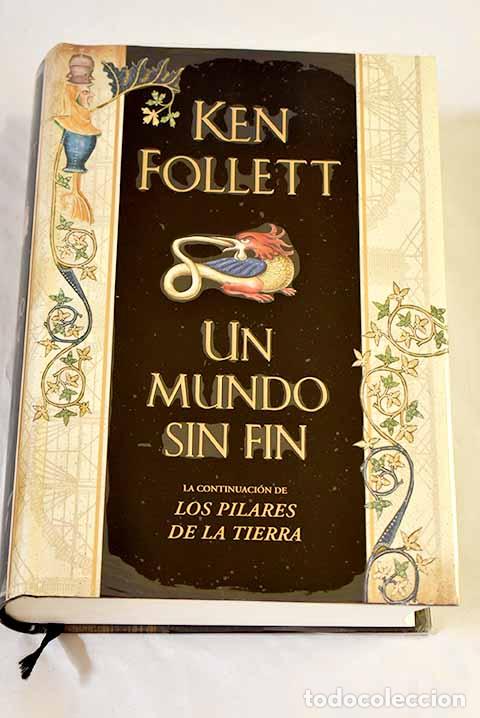 KEN
FOLLETT
UN
MUNDO
SIN FIN
LA CONTINUACIÓN DE
LOS PILARES
DE LA TIERRA
todocoleccion